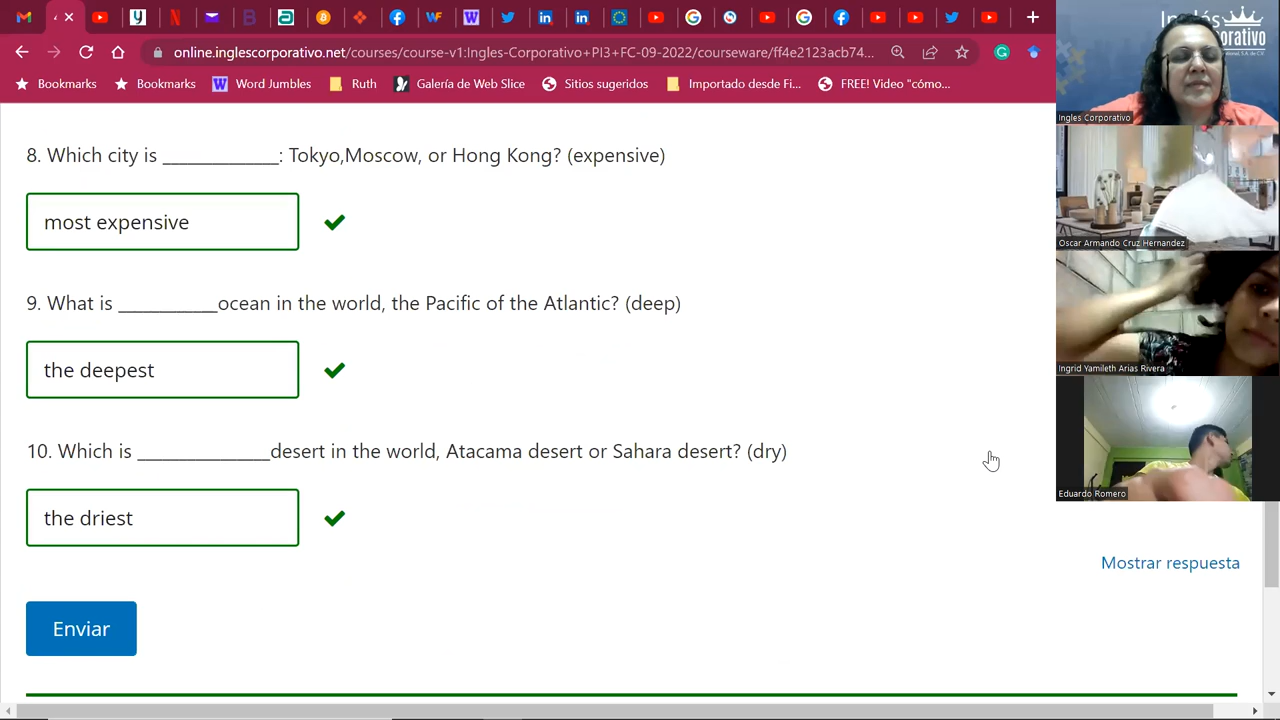 online.inglescorporativo.net/courses/course-v1:Ingles-Corporativo+PI3+FC-09-2022/courseware/ff4e2123acb74...
Bookmarks Bookmarks Word Jumbles Ruth Galería de Web Slice Sitios sugeridos Importado desde Fi... FREE! Video "cómo...
Inglés
Ingles Corporativo
8. Which city is ____________: Tokyo,Moscow, or Hong Kong? (expensive)
most expensive
Oscar Armando Cruz Hernandez
9. What is ___________ocean in the world, the Pacific of the Atlantic? (deep)
the deepest
Ingrid Yamileth Arias Rivera
10. Which is ______________desert in the world, Atacama desert or Sahara desert? (dry)
the driest
Eduardo Romero
Mostrar respuesta
Enviar